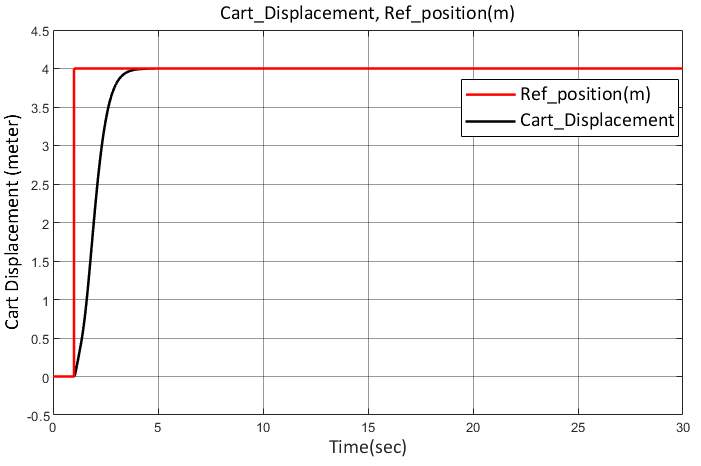 Cart_Displacement, Ref_position(m)
4.5
4
3.5
3
2.5
2
1.5
1
0.5
0
-0.5
Cart Displacement (meter)
Ref_position(m)
Cart_Displacement
0 5 10 15 20 25 30
Time(sec)